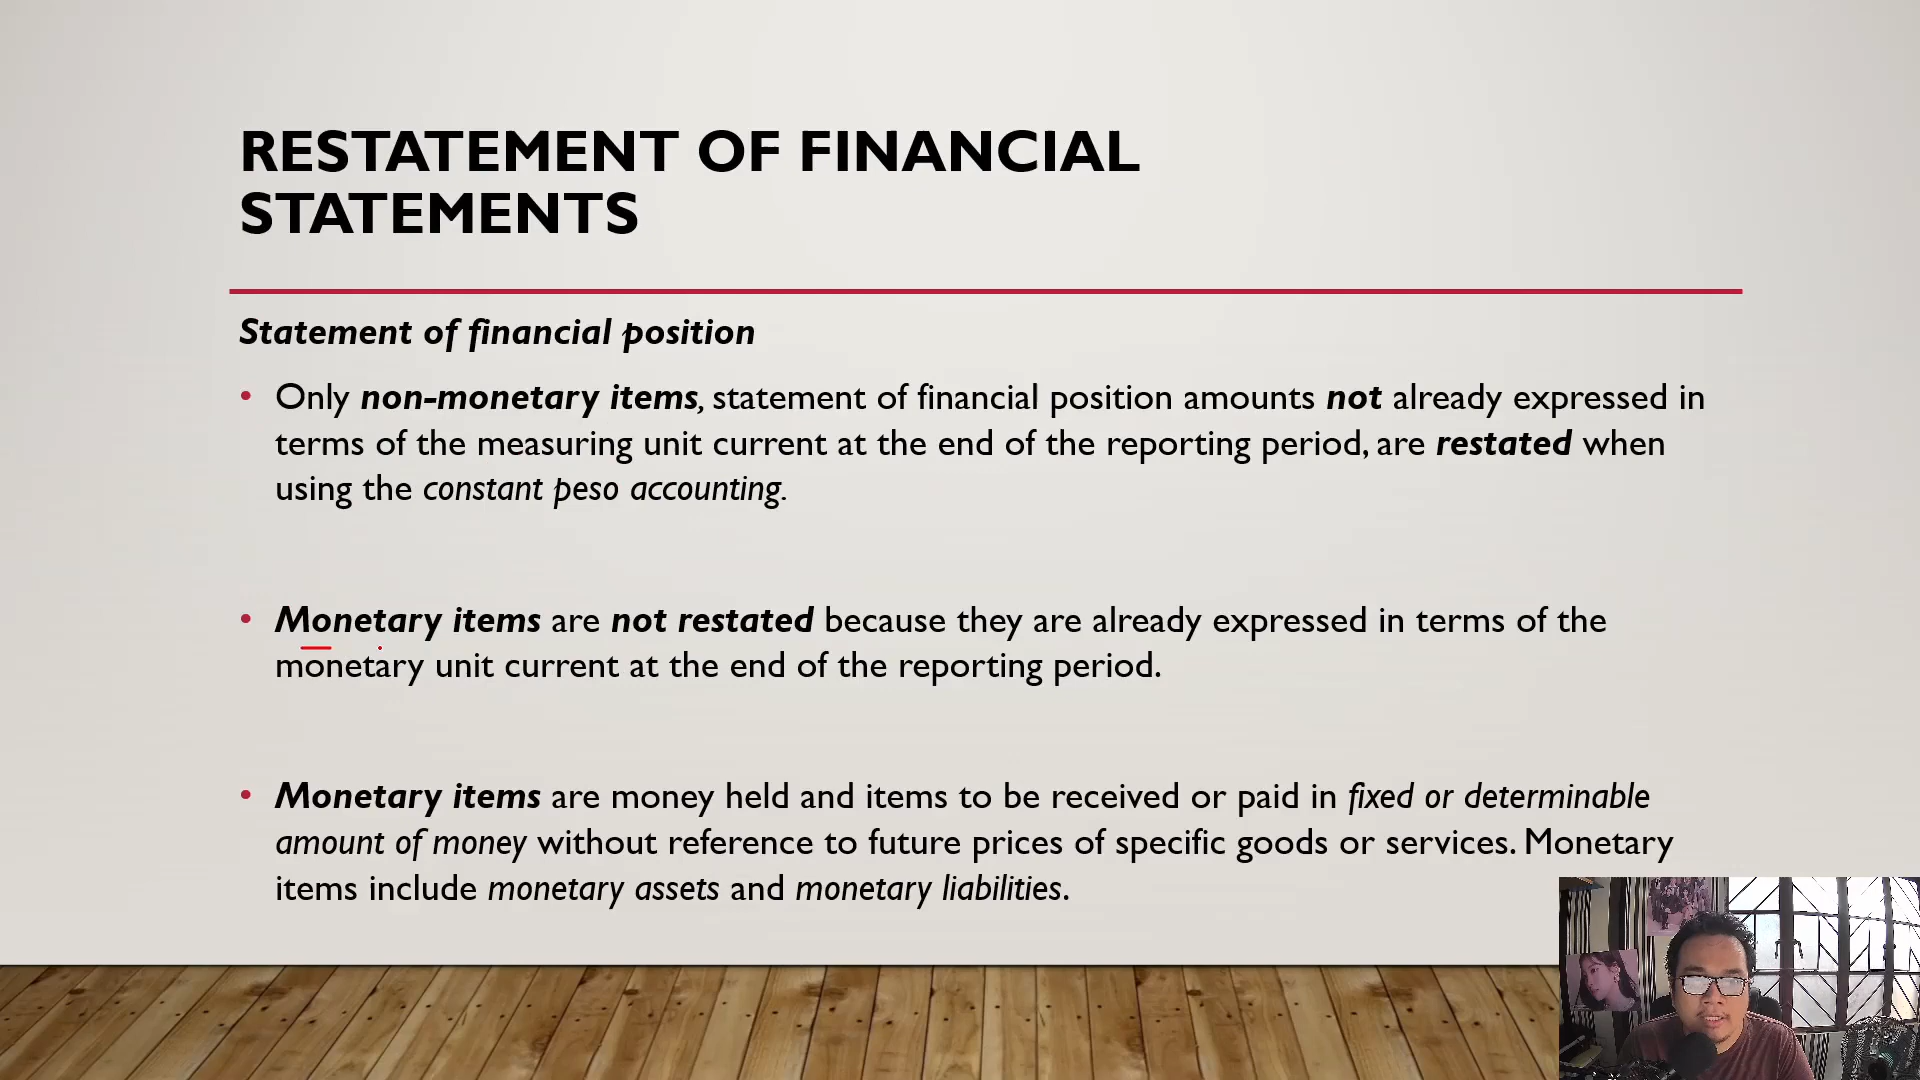 RESTATEMENT OF FINANCIAL
STATEMENTS
Statement of financial position
• Only non-monetary items, statement of financial position amounts not already expressed in
terms of the measuring unit current at the end of the reporting period, are restated when
using the constant peso accounting.
• Monetary items are not restated because they are already expressed in terms of the
monetary unit current at the end of the reporting period.
• Monetary items are money held and items to be received or paid in fixed or determinable
amount of money without reference to future prices of specific goods or services. Monetary
items include monetary assets and monetary liabilities.